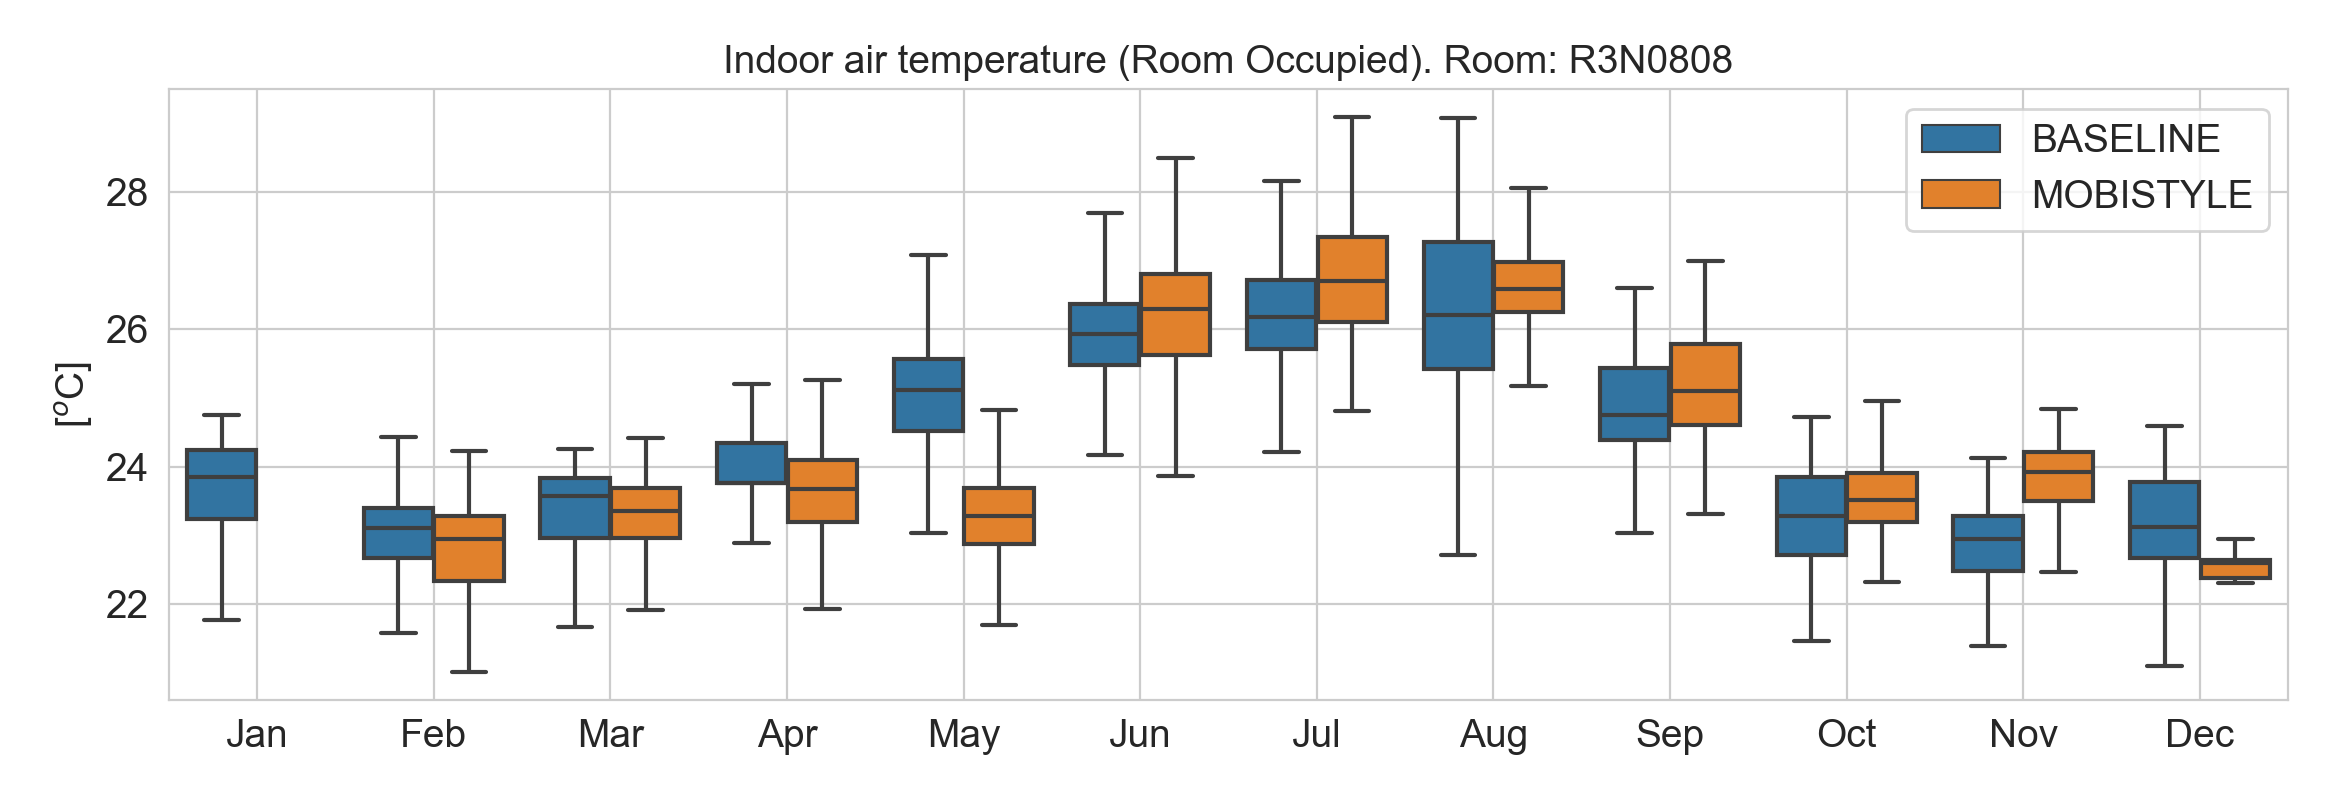 Indoor air temperature (Room Occupied). Room: R3N0808
BASELINE
MOBISTYLE
28
26
24
22
[°C]
Jan Feb Mar Apr May Jun Jul Aug Sep Oct Nov Dec